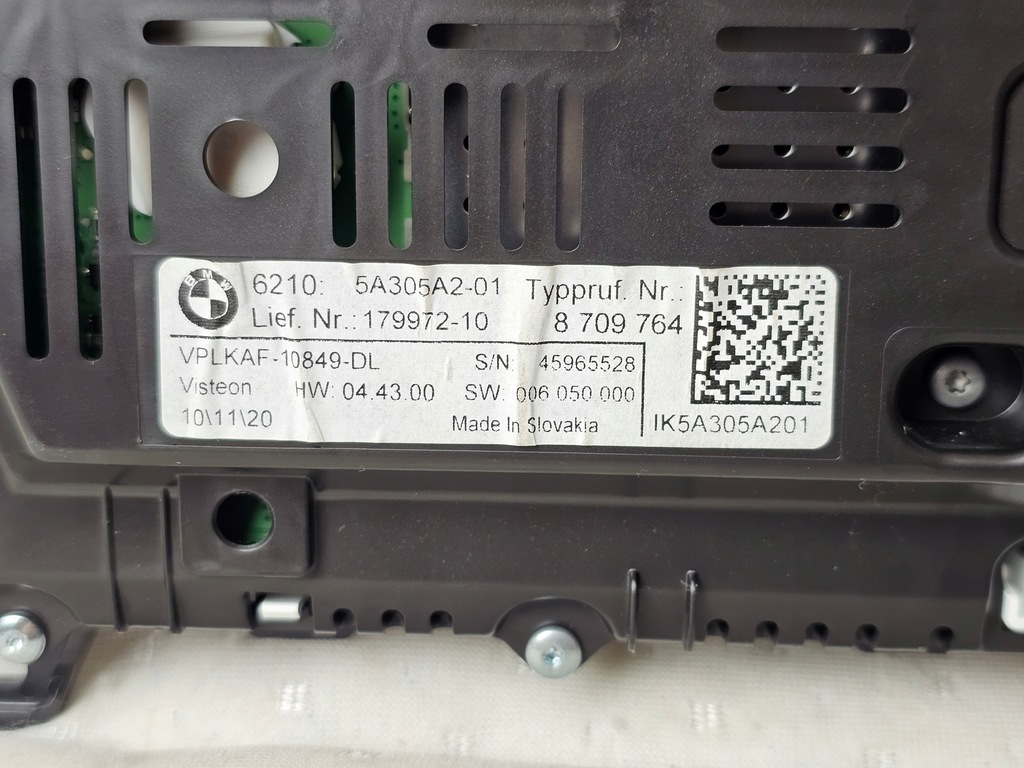 BMW
6210: 5A305A2-01 Typpruf. Nr.:
Lief. Nr.: 179972-10 8 709 764
VPLKAF-10849-DL S/N: 45965528
Visteon HW: 04.43.00 SW: 006.050.000
10\11\20 Made In Slovakia
IK5A305A201